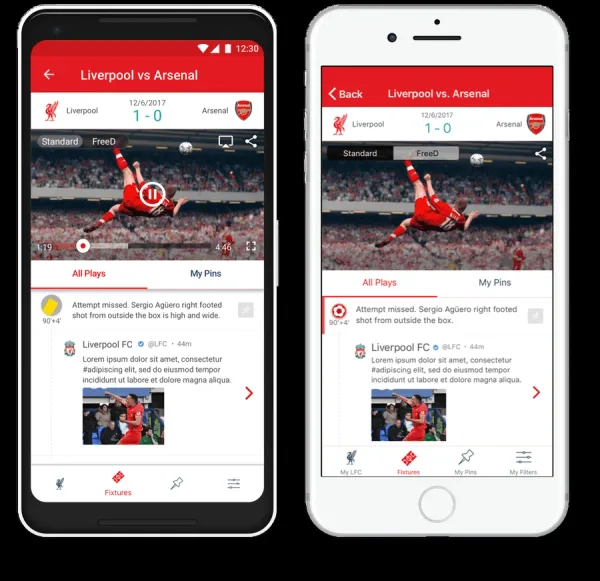 12:30
Liverpool vs Arsenal
Liverpool
12/6/2017
1 - 0
Arsenal
Standard
FreeD
1:19
4:46
All Plays
My Pins
90'+4'
Attempt missed. Sergio Agüero right footed
shot from outside the box is high and wide.
Liverpool FC @LFC • 44m
Lorem ipsum dolor sit amet, consectetur
#adipiscing elit, sed do eiusmod tempor
incididunt ut labore et dolore magna aliqua.
Fixtures
Back
Liverpool vs. Arsenal
Liverpool
12/6/2017
1 - 0
Arsenal
Standard
FreeD
All Plays
My Pins
90'+4'
Attempt missed. Sergio Agüero right footed
shot from outside the box.
Liverpool FC @LFC • 44m
Lorem ipsum dolor sit amet, consectetur
#adipiscing elit, sed do eiusmod tempor
incididunt ut labore et dolore magna aliqua.
My LFC
Fixtures
My Pins
My Filters